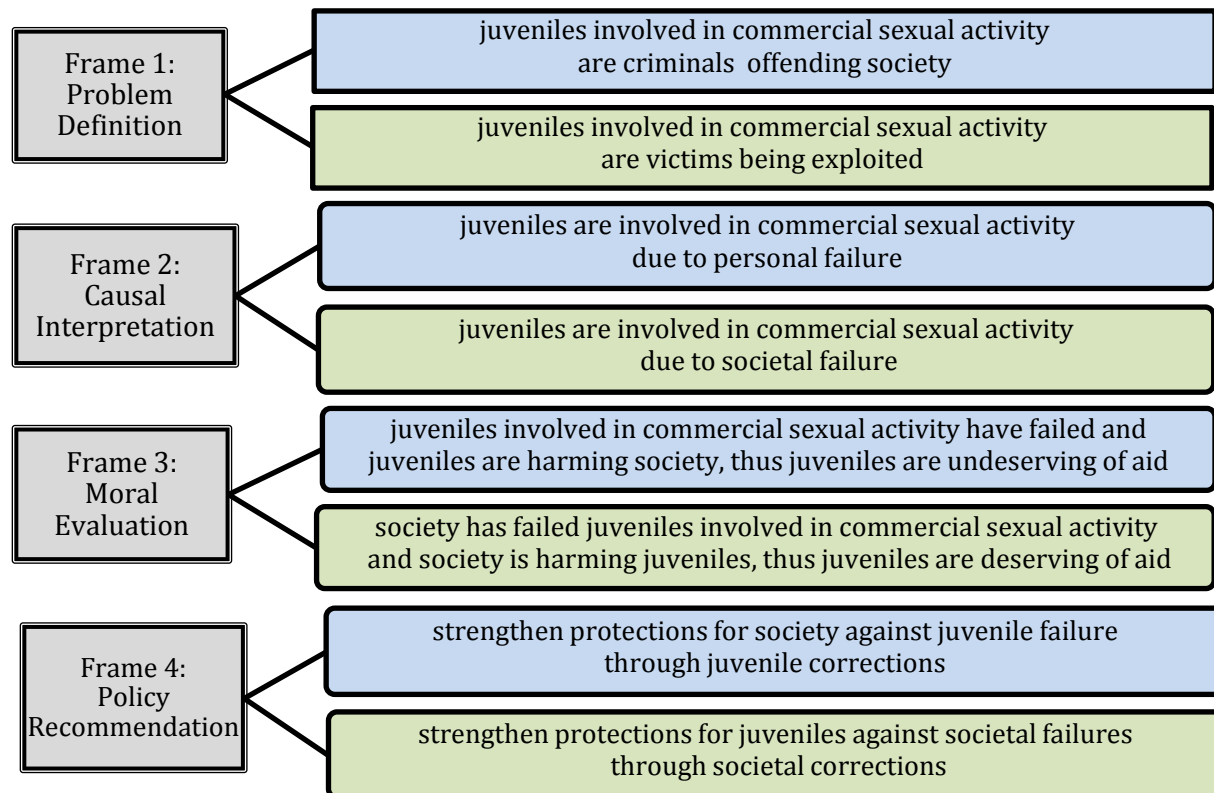 Frame 1:
Problem
Definition
juveniles involved in commercial sexual activity
are criminals offending society
juveniles involved in commercial sexual activity
are victims being exploited
Frame 2:
Causal
Interpretation
juveniles are involved in commercial sexual activity
due to personal failure
juveniles are involved in commercial sexual activity
due to societal failure
Frame 3:
Moral
Evaluation
juveniles involved in commercial sexual activity have failed and
juveniles are harming society, thus juveniles are undeserving of aid
society has failed juveniles involved in commercial sexual activity
and society is harming juveniles, thus juveniles are deserving of aid
Frame 4:
Policy
Recommendation
strengthen protections for society against juvenile failure
through juvenile corrections
strengthen protections for juveniles against societal failures
through societal corrections